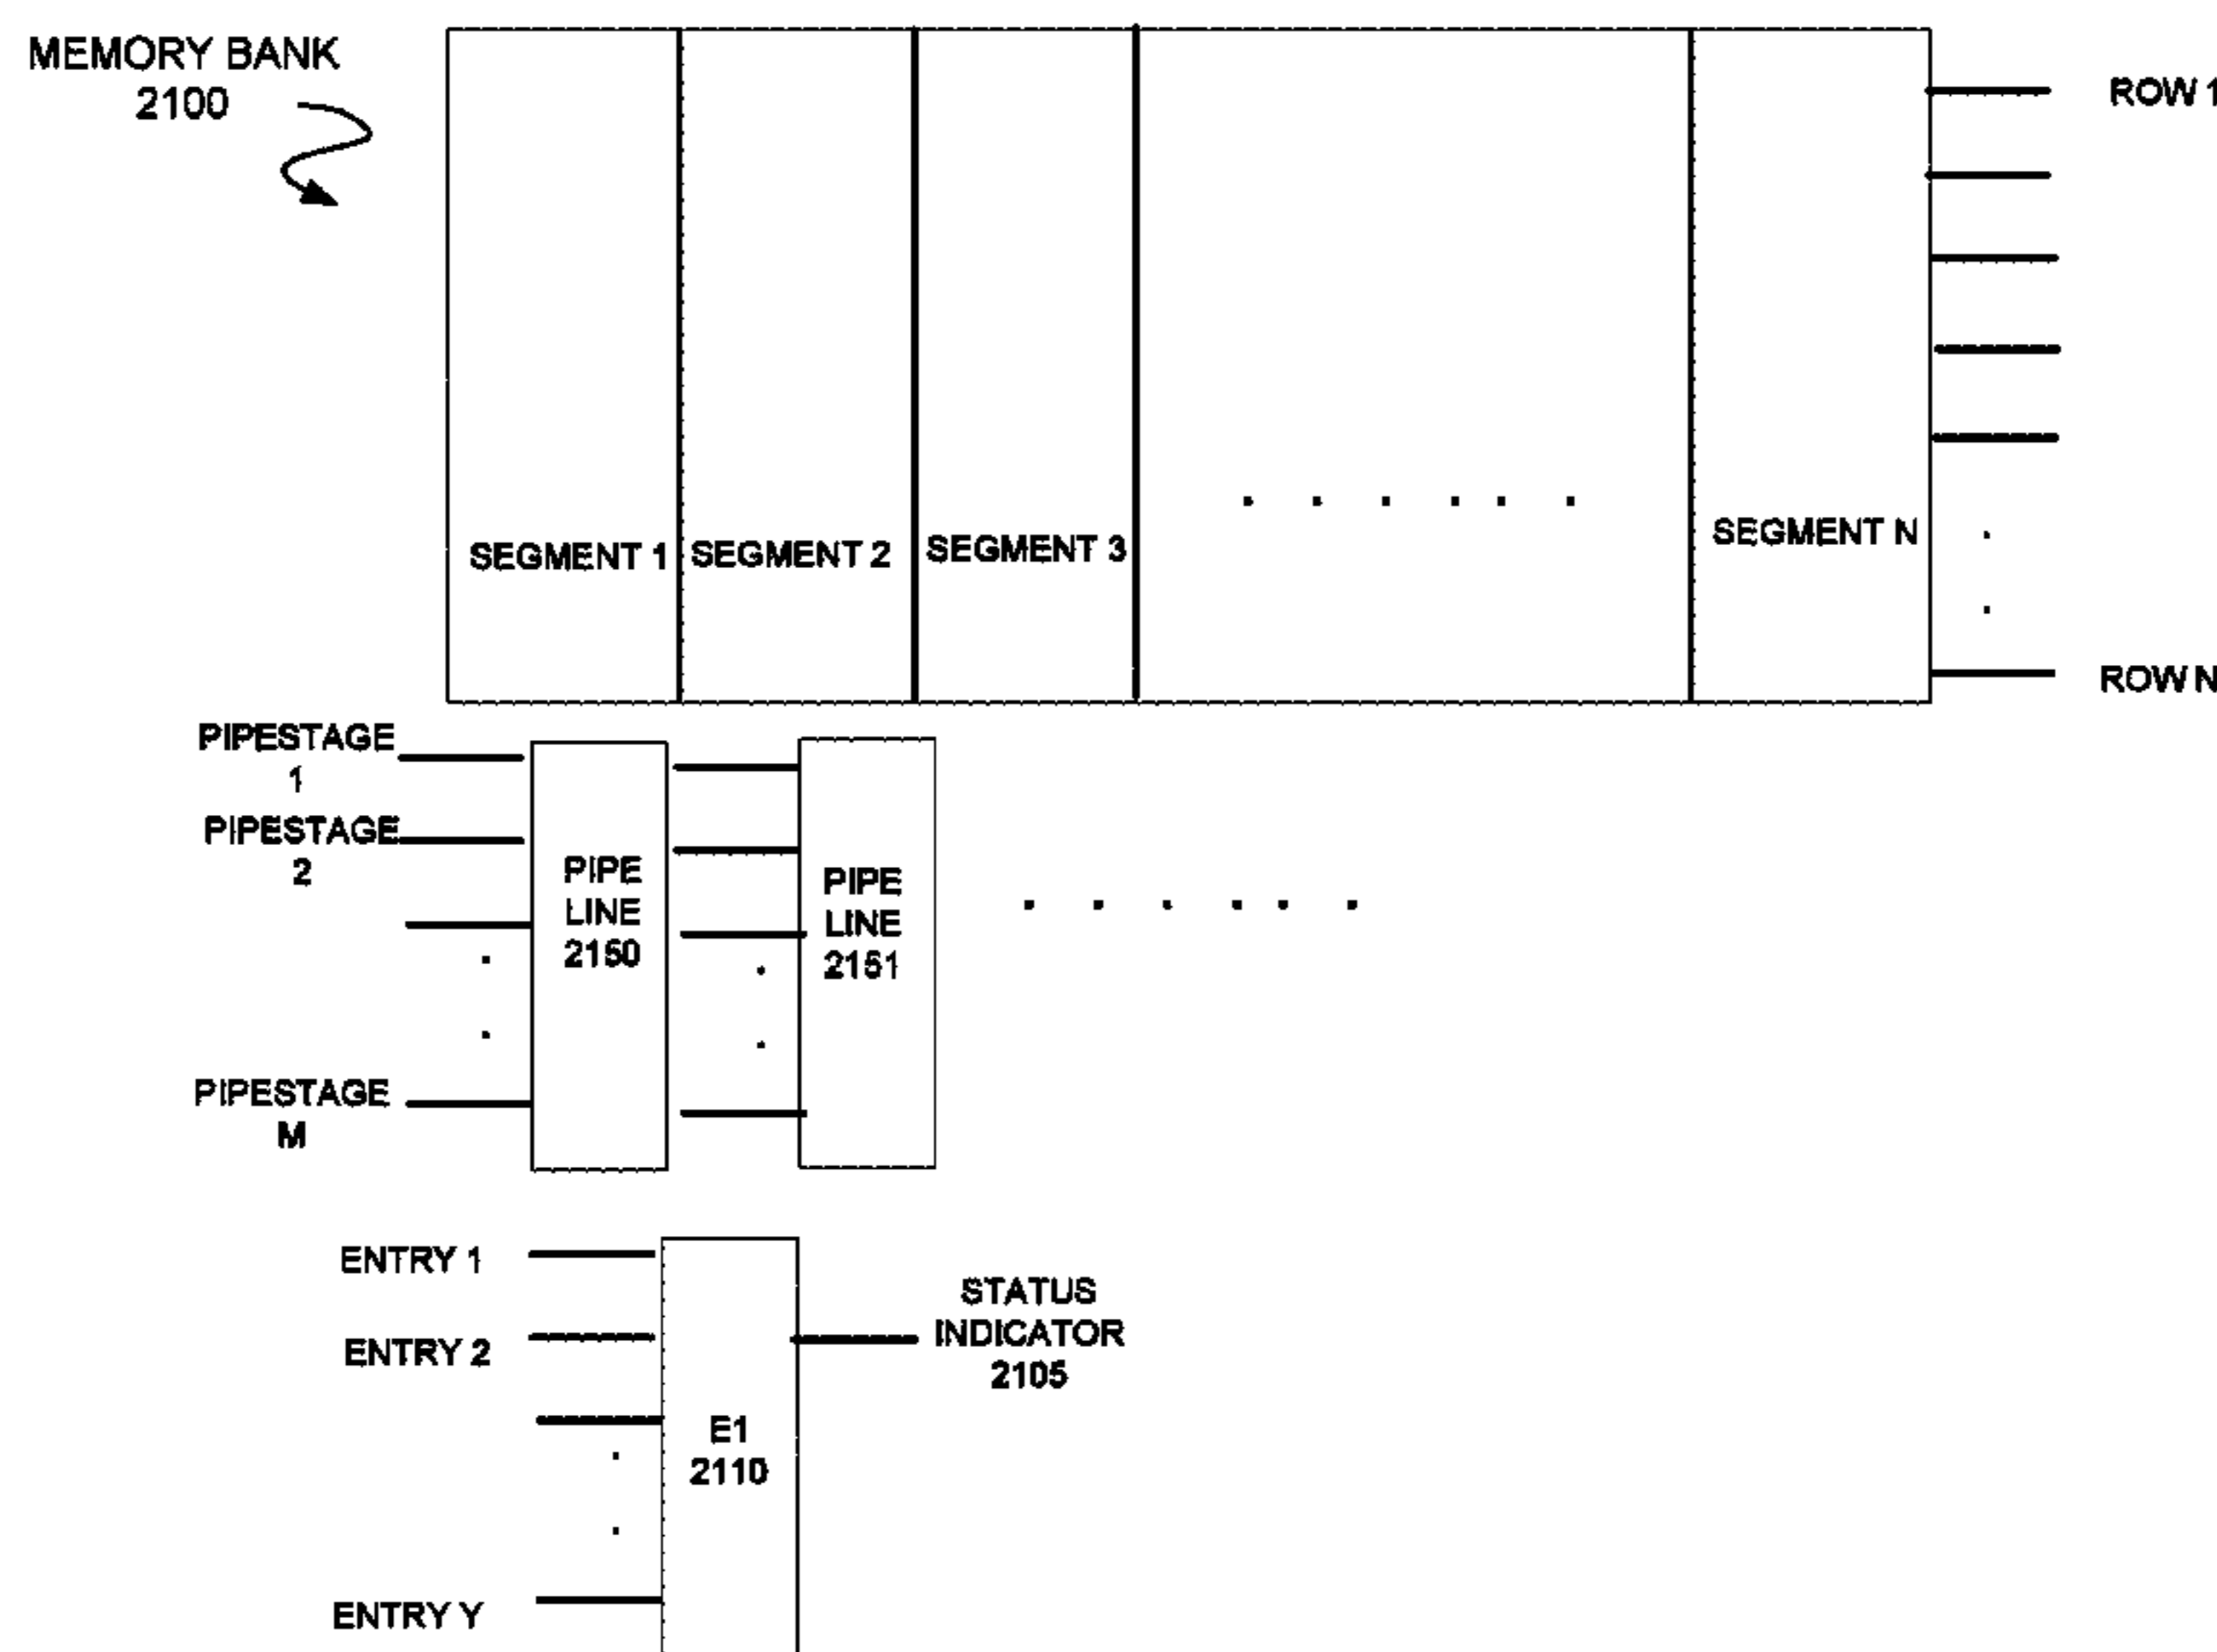 MEMORY BANK
2100
ROW 1
SEGMENT 1
SEGMENT 2
SEGMENT 3
SEGMENT N
ROW N
PIPESTAGE
1
PIPESTAGE
2
PIPESTAGE
M
PIPE
LINE
2150
PIPE
LINE
2151
ENTRY 1
ENTRY 2
ENTRY Y
E1
2110
STATUS
INDICATOR
2105